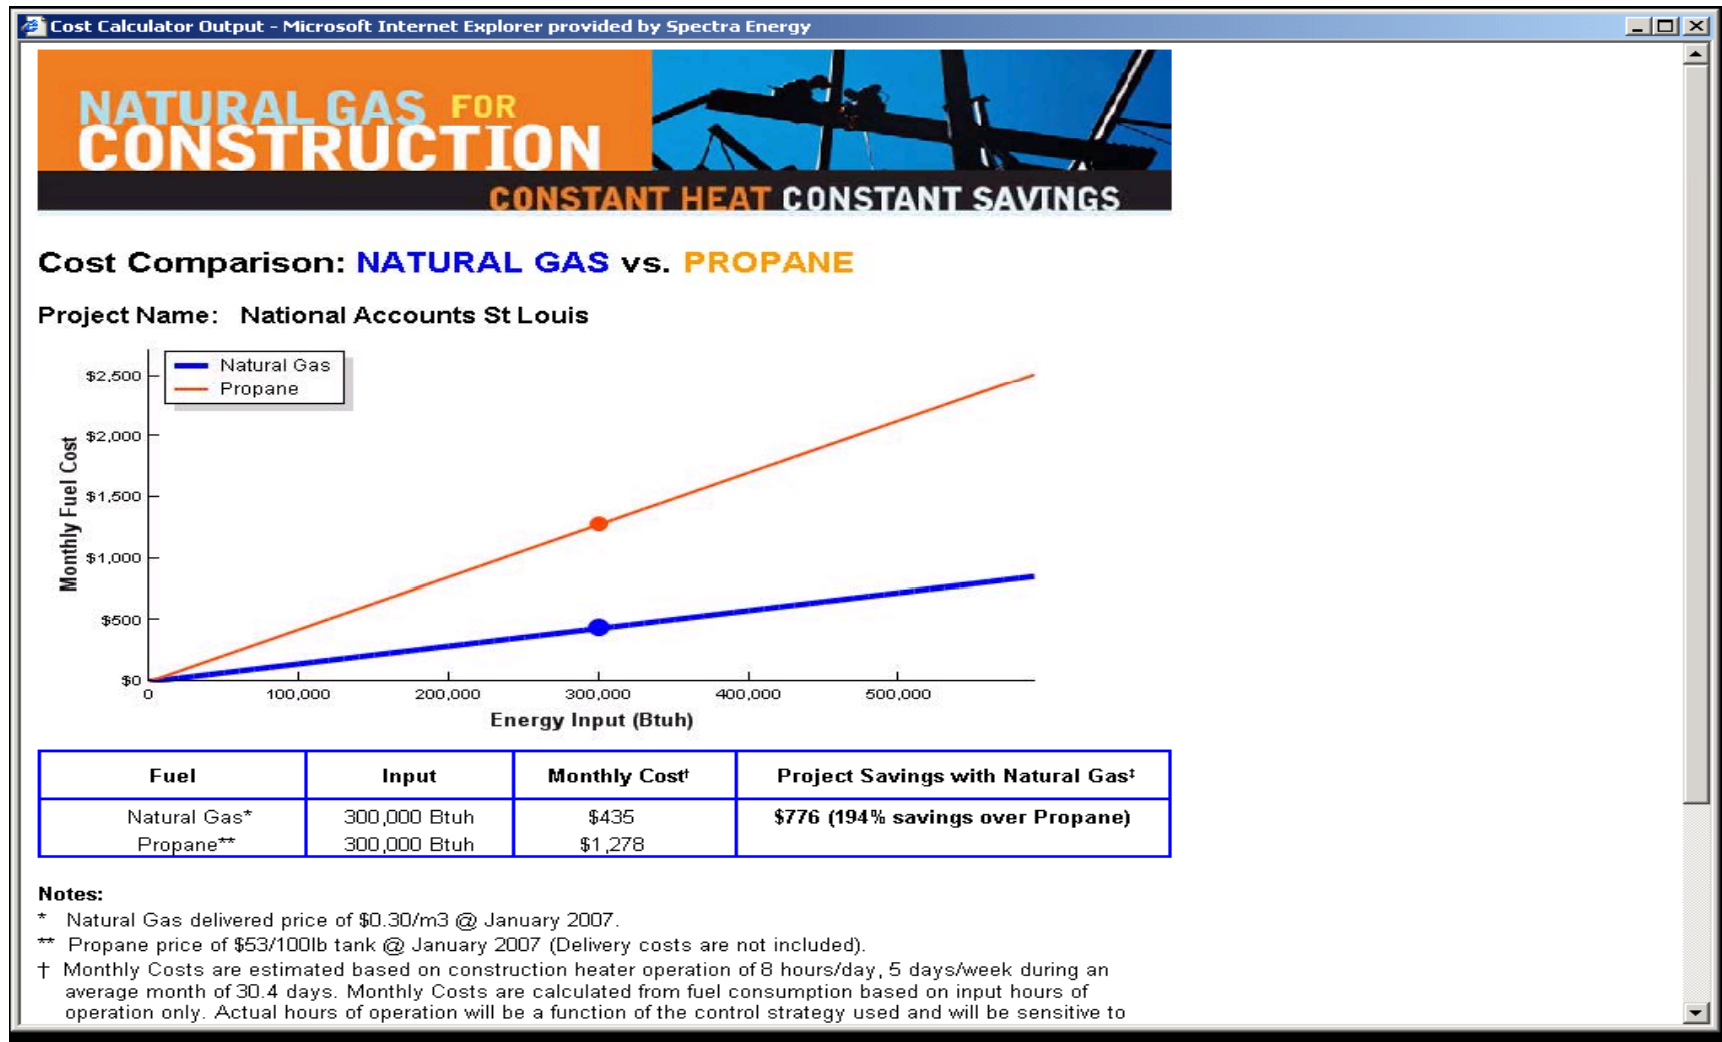 Cost Calculator Output - Microsoft Internet Explorer provided by Spectra Energy
NATURAL GAS FOR
CONSTRUCTION
CONSTANT HEAT CONSTANT SAVINGS
Cost Comparison: NATURAL GAS vs. PROPANE
Project Name: National Accounts St Louis
Natural Gas
Propane
$2,500
$2,000
$1,500
$1,000
$500
$0
Monthly Fuel Cost
0 100,000 200,000 300,000 400,000 500,000
Energy Input (Btuh)
Fuel Input Monthly Cost† Project Savings with Natural Gas‡
Natural Gas* 300,000 Btuh $435 $776 (194% savings over Propane)
Propane** 300,000 Btuh $1,278
Notes:
* Natural Gas delivered price of $0.30/m3 @ January 2007.
** Propane price of $53/100lb tank @ January 2007 (Delivery costs are not included).
† Monthly Costs are estimated based on construction heater operation of 8 hours/day, 5 days/week during an
average month of 30.4 days. Monthly Costs are calculated from fuel consumption based on input hours of
operation only. Actual hours of operation will be a function of the control strategy used and will be sensitive to